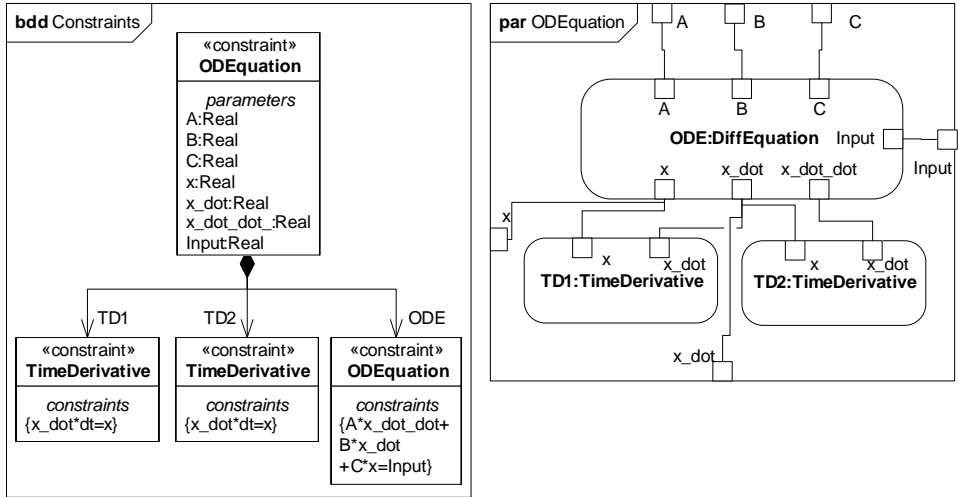 bdd Constraints
«constraint»
ODEquation
parameters
A:Real
B:Real
C:Real
x:Real
x_dot:Real
x_dot_dot_:Real
Input:Real
TD1
TD2
ODE
«constraint»
TimeDerivative
constraints
{x_dot*dt=x}
«constraint»
TimeDerivative
constraints
{x_dot*dt=x}
«constraint»
ODEquation
constraints
{A*x_dot_dot+
B*x_dot
+C*x=Input}
par ODEquation
A
B
C
A
B
C
ODE:DiffEquation
Input
Input
x
x_dot
x_dot_dot
x
x
x_dot
TD1:TimeDerivative
x
x_dot
TD2:TimeDerivative
x_dot